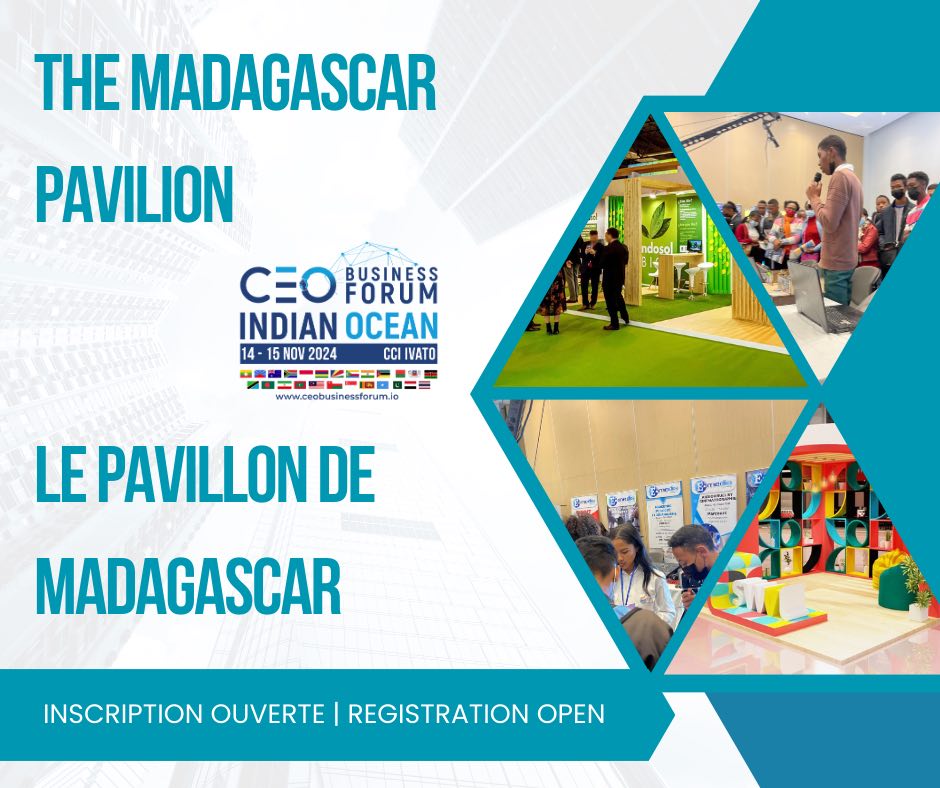 THE MADAGASCAR
PAVILION
CEO BUSINESS
FORUM
INDIAN OCEAN
14 - 15 NOV 2024 CCI IVATO
www.ceobusinessforum.io
LE PAVILLON DE
MADAGASCAR
INSCRIPTION OUVERTE | REGISTRATION OPEN
ndosol